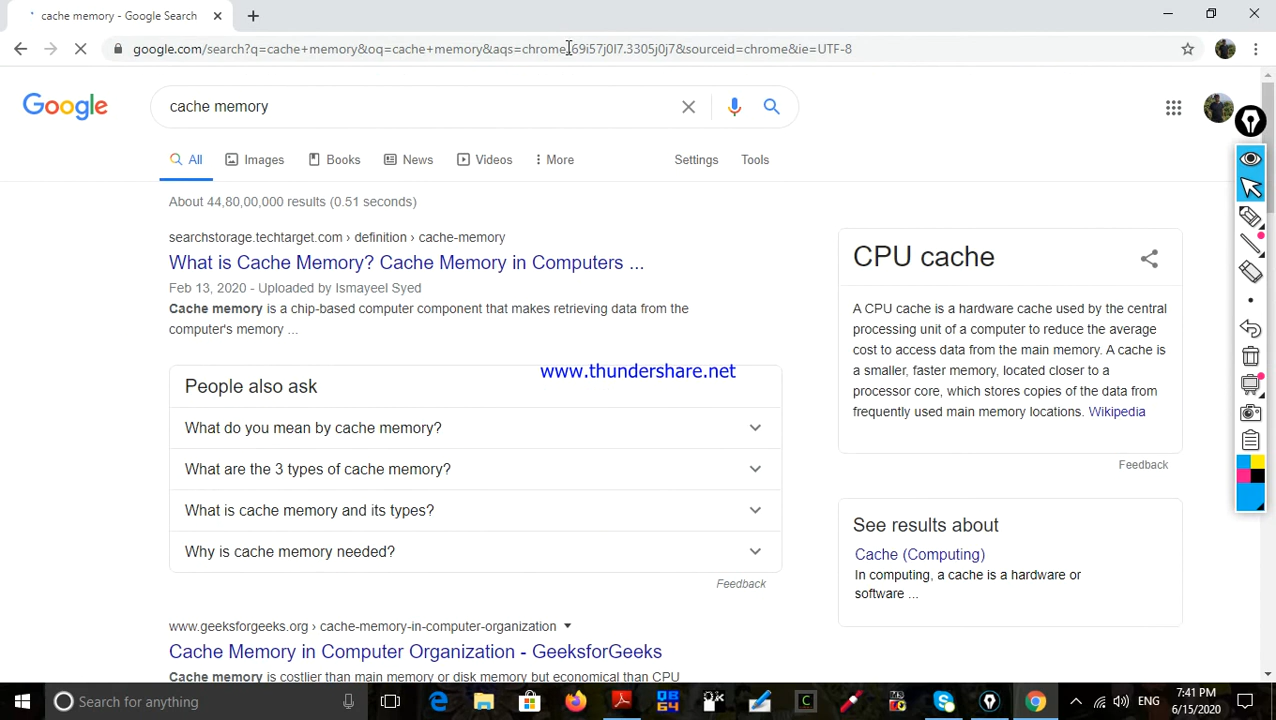 cache memory - Google Search
google.com/search?q=cache+memory&oq=cache+memory&aqs=chrome..69i57j0l7.3305j0j7&sourceid=chrome&ie=UTF-8
Google
cache memory
All
Images
Books
News
Videos
More
Settings
Tools
About 44,80,00,000 results (0.51 seconds)
searchstorage.techtarget.com › definition › cache-memory
What is Cache Memory? Cache Memory in Computers ...
Feb 13, 2020 - Uploaded by Ismayeel Syed
Cache memory is a chip-based computer component that makes retrieving data from the
computer's memory ...
www.thundershare.net
People also ask
What do you mean by cache memory?
What are the 3 types of cache memory?
What is cache memory and its types?
Why is cache memory needed?
Feedback
www.geeksforgeeks.org › cache-memory-in-computer-organization
Cache Memory in Computer Organization - GeeksforGeeks
Cache memory is costlier than main memory or disk memory but economical than CPU
CPU cache
A CPU cache is a hardware cache used by the central
processing unit of a computer to reduce the average
cost to access data from the main memory. A cache is
a smaller, faster memory, located closer to a
processor core, which stores copies of the data from
frequently used main memory locations. Wikipedia
Feedback
See results about
Cache (Computing)
In computing, a cache is a hardware or
software ...
Search for anything
QB
64
C
ENG
7:41 PM
6/15/2020